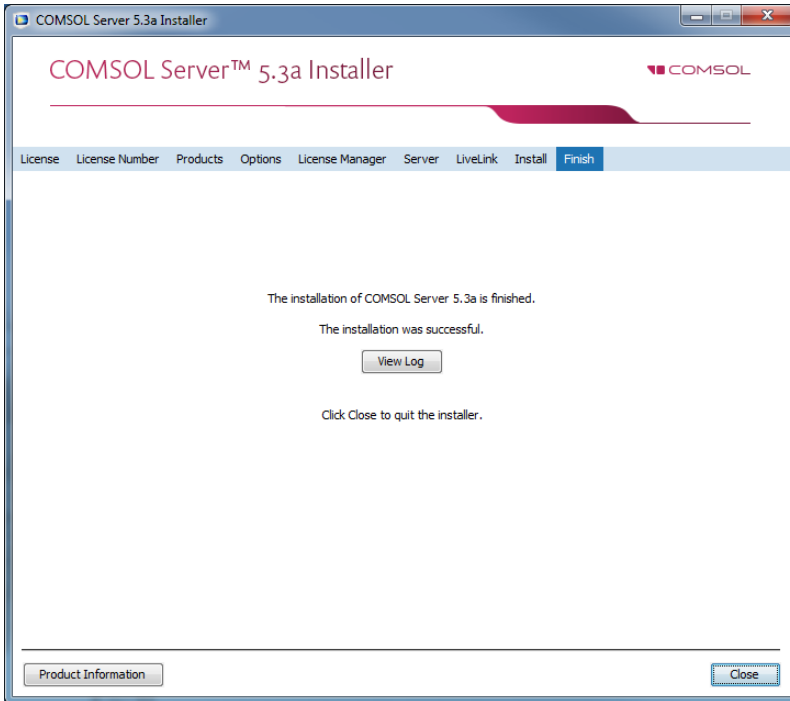 COMSOL Server 5.3a Installer
COMSOL Server™ 5.3a Installer
COMSOL
License License Number Products Options License Manager Server LiveLink Install Finish
The installation of COMSOL Server 5.3a is finished.
The installation was successful.
View Log
Click Close to quit the installer.
Product Information
Close